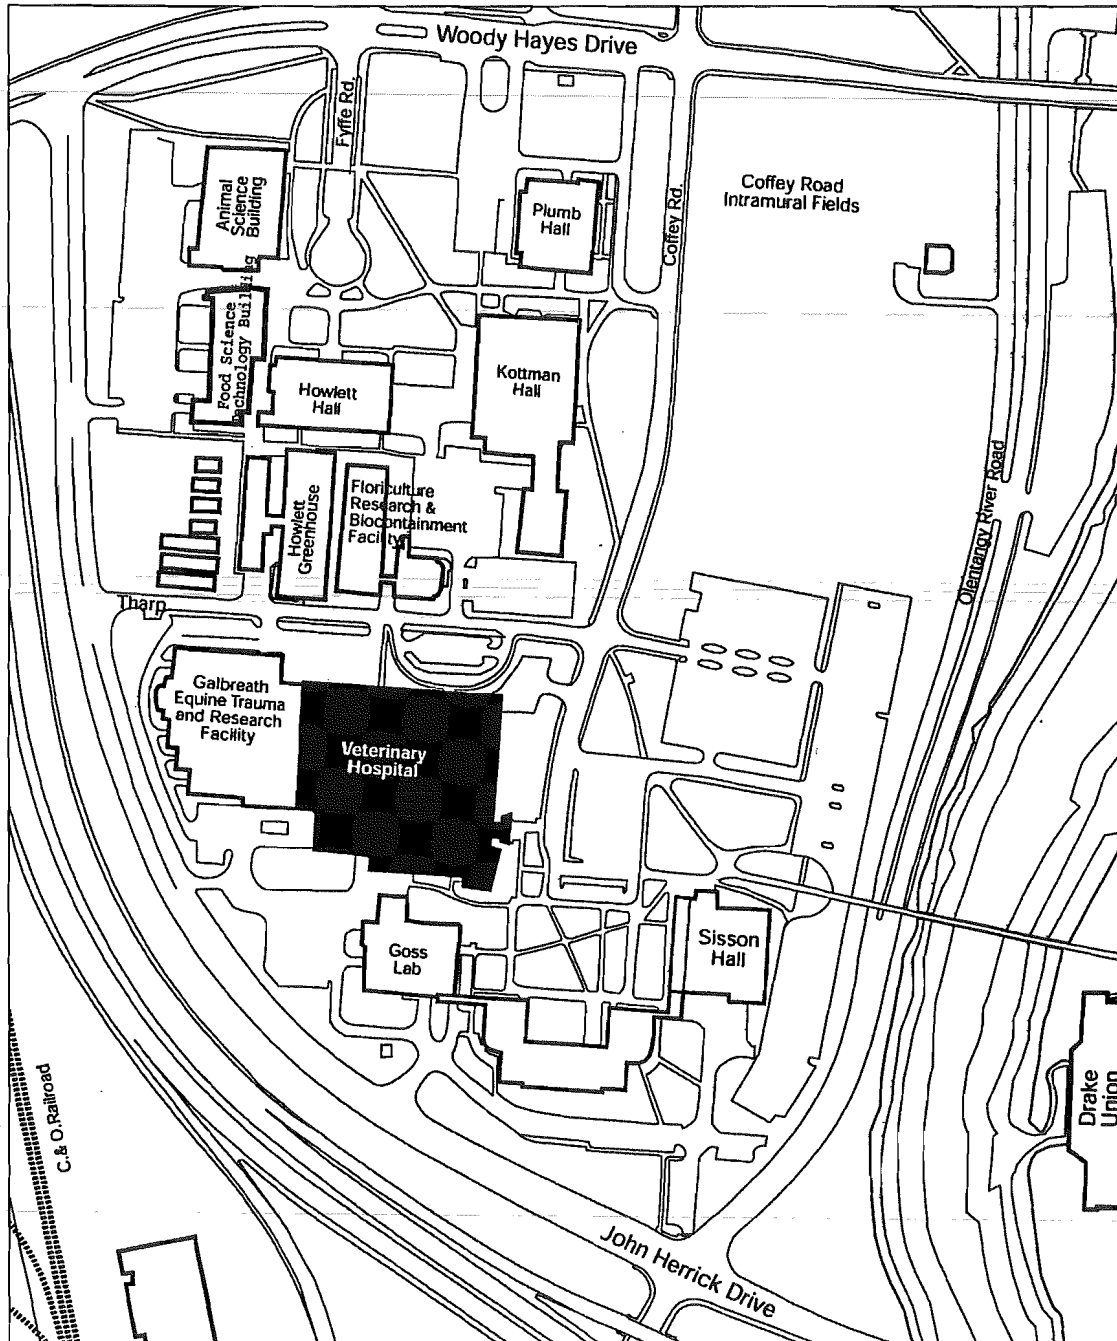 Woody Hayes Drive
Fyffe Rd.
Coffey Rd.
Animal
Science
Building
Plumb
Hall
Coffey Road
Intramural Fields
Food Science
Technology Building
Howlett
Hall
Kottman
Hall
Howlett
Greenhouse
Floriculture
Research &
Biocontainment
Facility
Olentangy River Road
Tharp
Galbreath
Equine Trauma
and Research
Facility
Veterinary
Hospital
Goss
Lab
Sisson
Hall
Drake
Union
C.& O.Railroad
John Herrick Drive